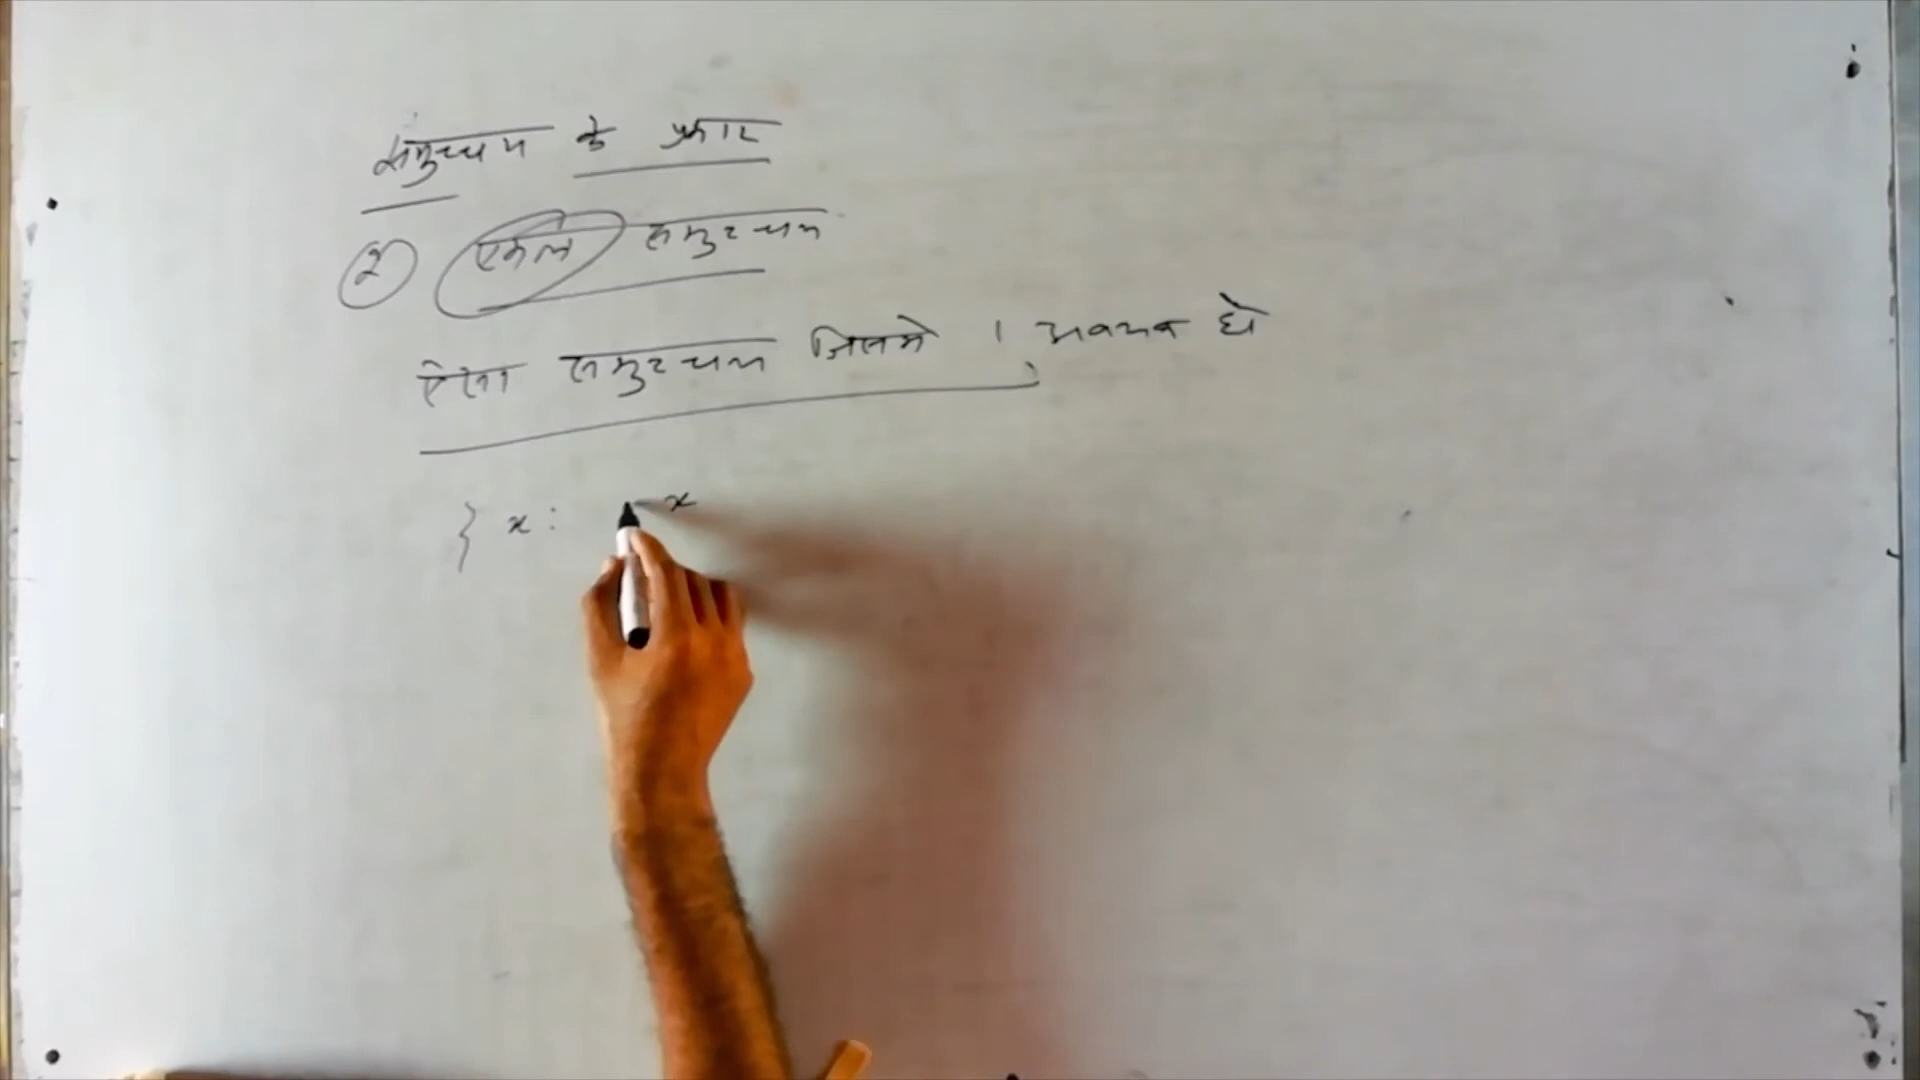 समुच्चय के प्रकार
2 एकल समुच्चय
ऐसा समुच्चय जिसमे 1 अवयव हो
{ x : x